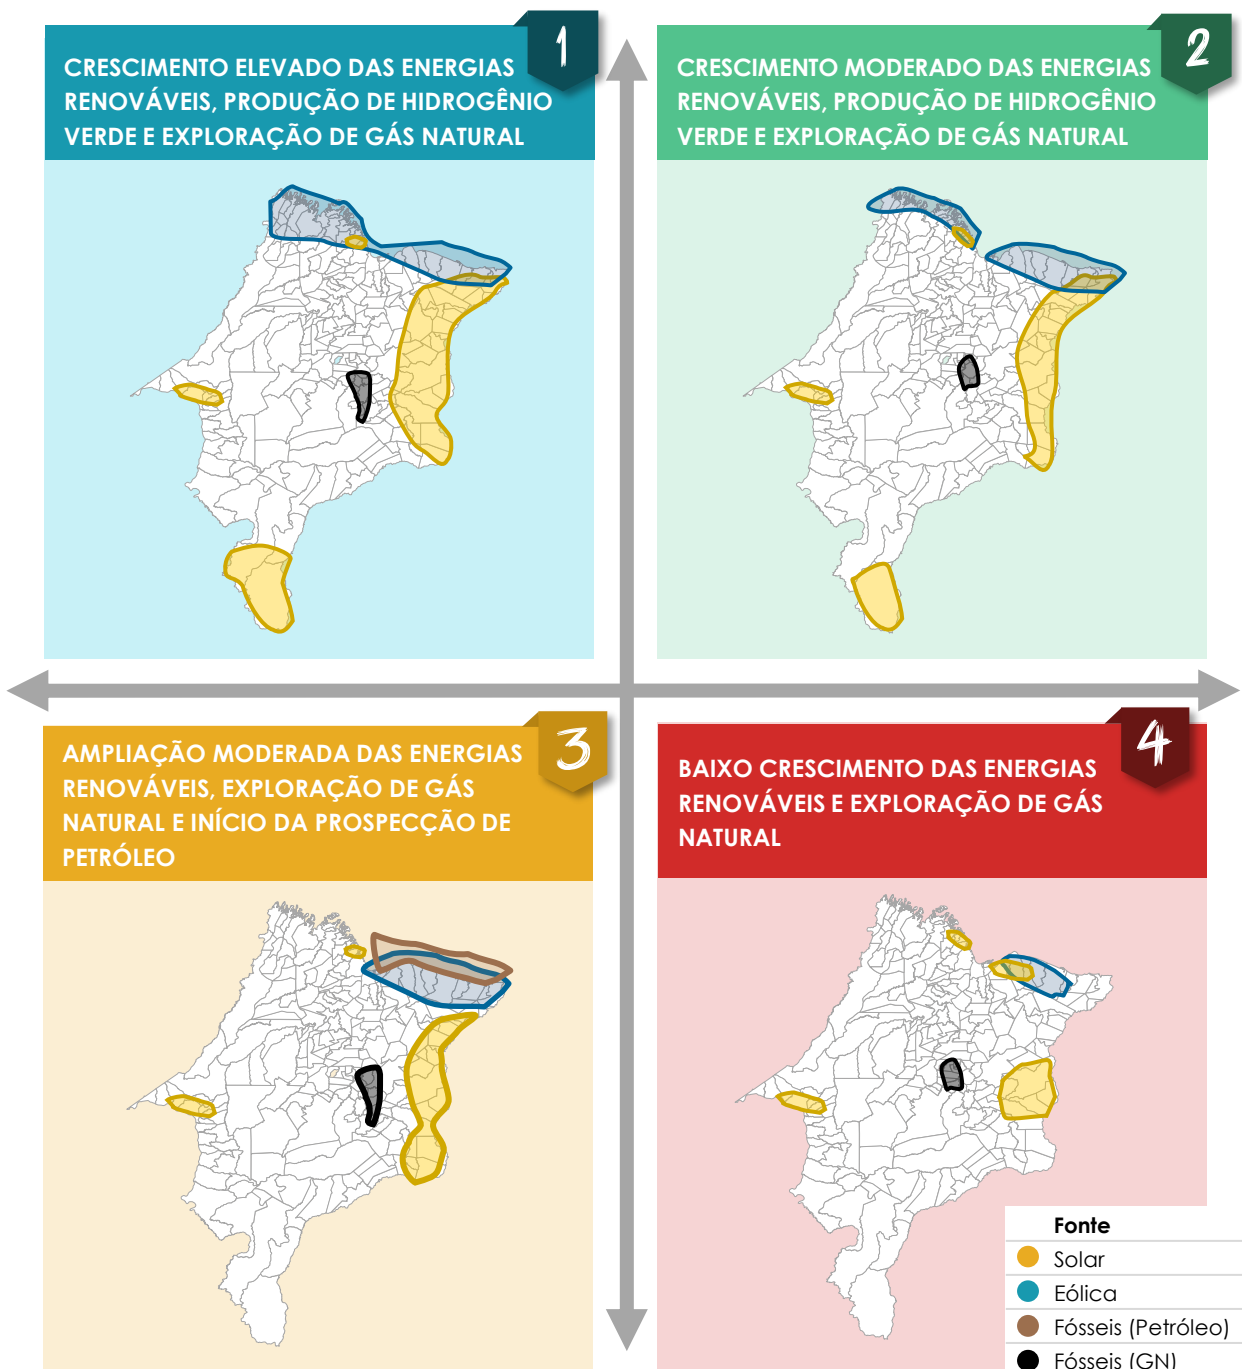 1
CRESCIMENTO ELEVADO DAS ENERGIAS
RENOVÁVEIS, PRODUÇÃO DE HIDROGÊNIO
VERDE E EXPLORAÇÃO DE GÁS NATURAL
2
CRESCIMENTO MODERADO DAS ENERGIAS
RENOVÁVEIS, PRODUÇÃO DE HIDROGÊNIO
VERDE E EXPLORAÇÃO DE GÁS NATURAL
3
AMPLIAÇÃO MODERADA DAS ENERGIAS
RENOVÁVEIS, EXPLORAÇÃO DE GÁS
NATURAL E INÍCIO DA PROSPECÇÃO DE
PETRÓLEO
4
BAIXO CRESCIMENTO DAS ENERGIAS
RENOVÁVEIS E EXPLORAÇÃO DE GÁS
NATURAL
Fonte
Solar
Eólica
Fósseis (Petróleo)
Fósseis (GN)